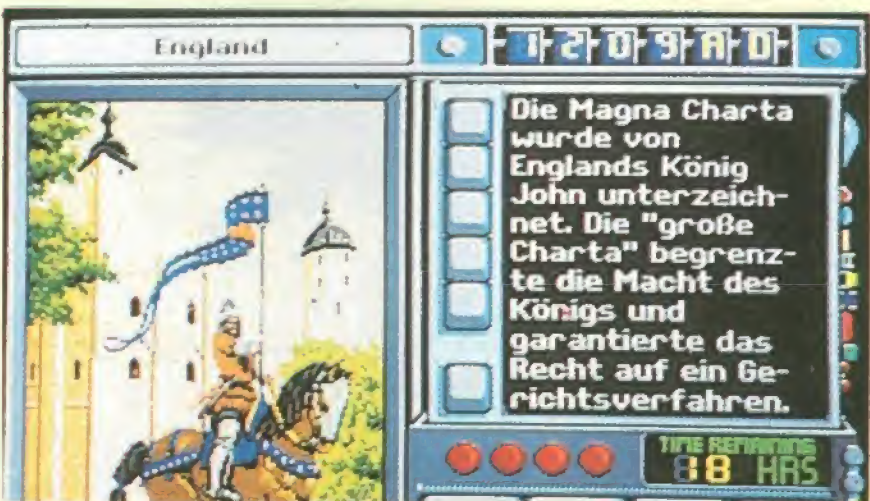 England
1209AD
Die Magna Charta
wurde von
Englands König
John unterzeich-
net. Die "große
Charta" begrenz-
te die Macht des
Königs und
garantierte das
Recht auf ein Ge-
richtsverfahren.
TIME REMAINING
18 HRS